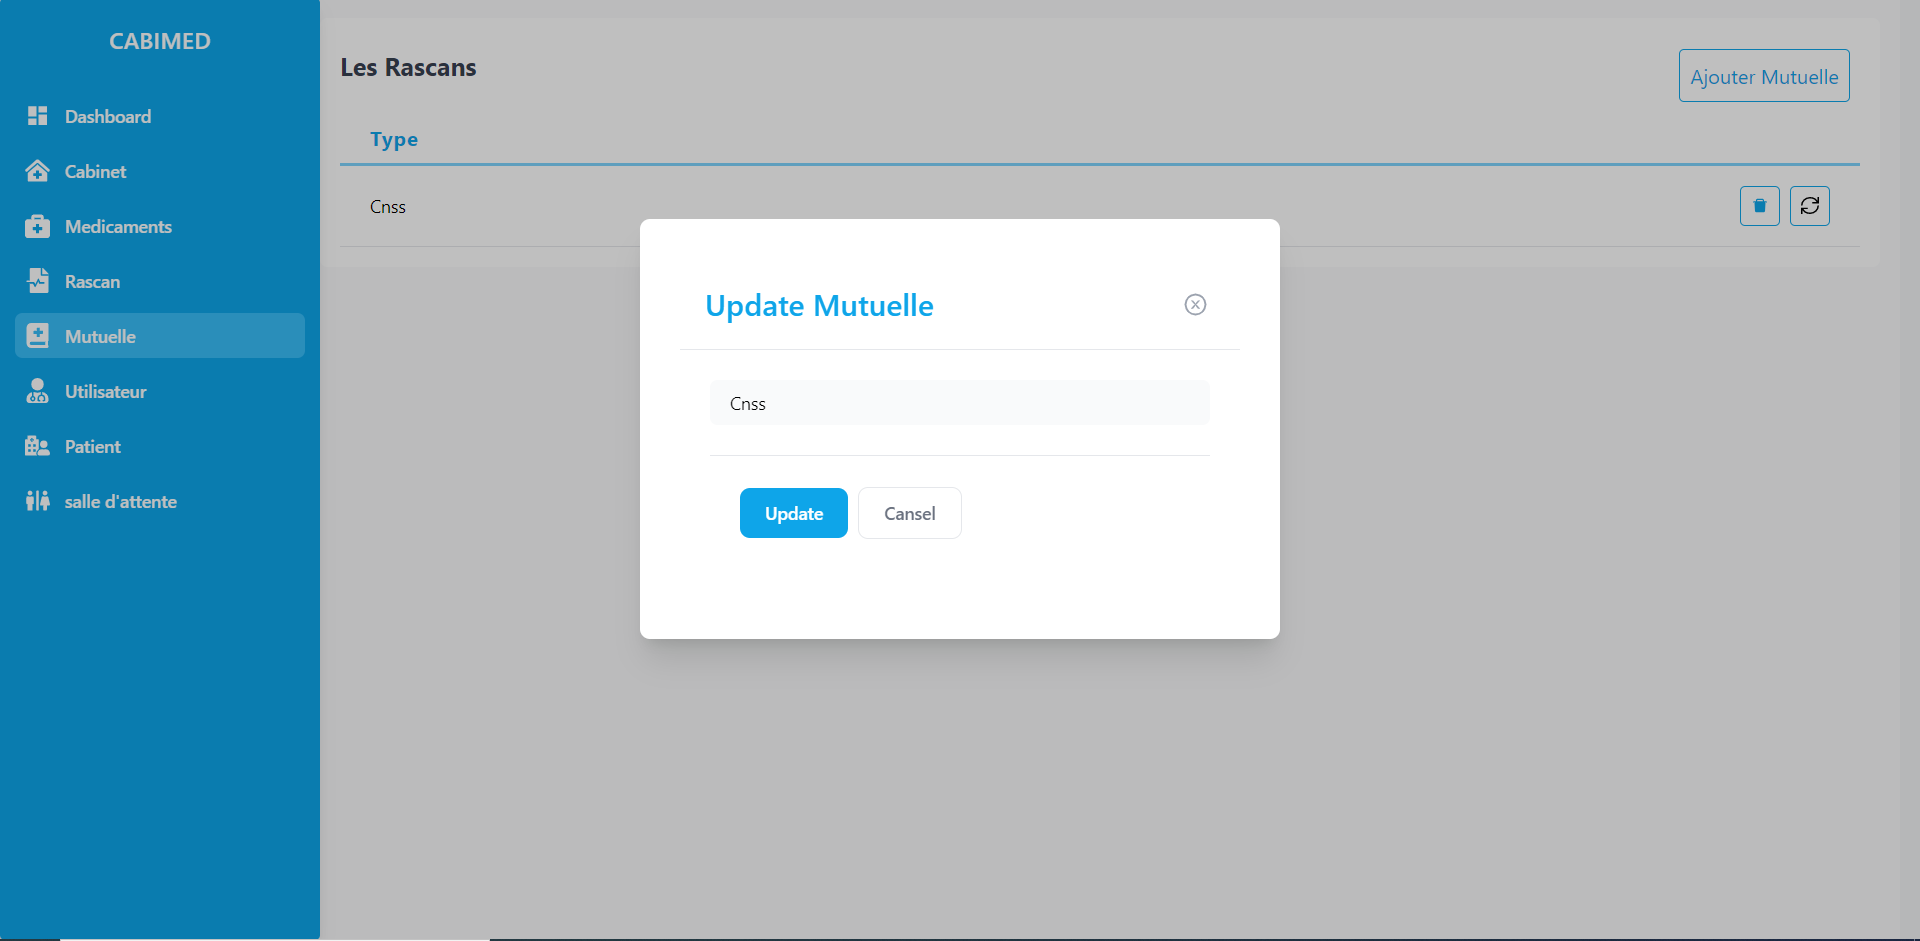 CABIMED
Dashboard
Cabinet
Medicaments
Rascan
Mutuelle
Utilisateur
Patient
salle d'attente
Les Rascans
Ajouter Mutuelle
Type
Cnss
Update Mutuelle
Cnss
Update
Cansel